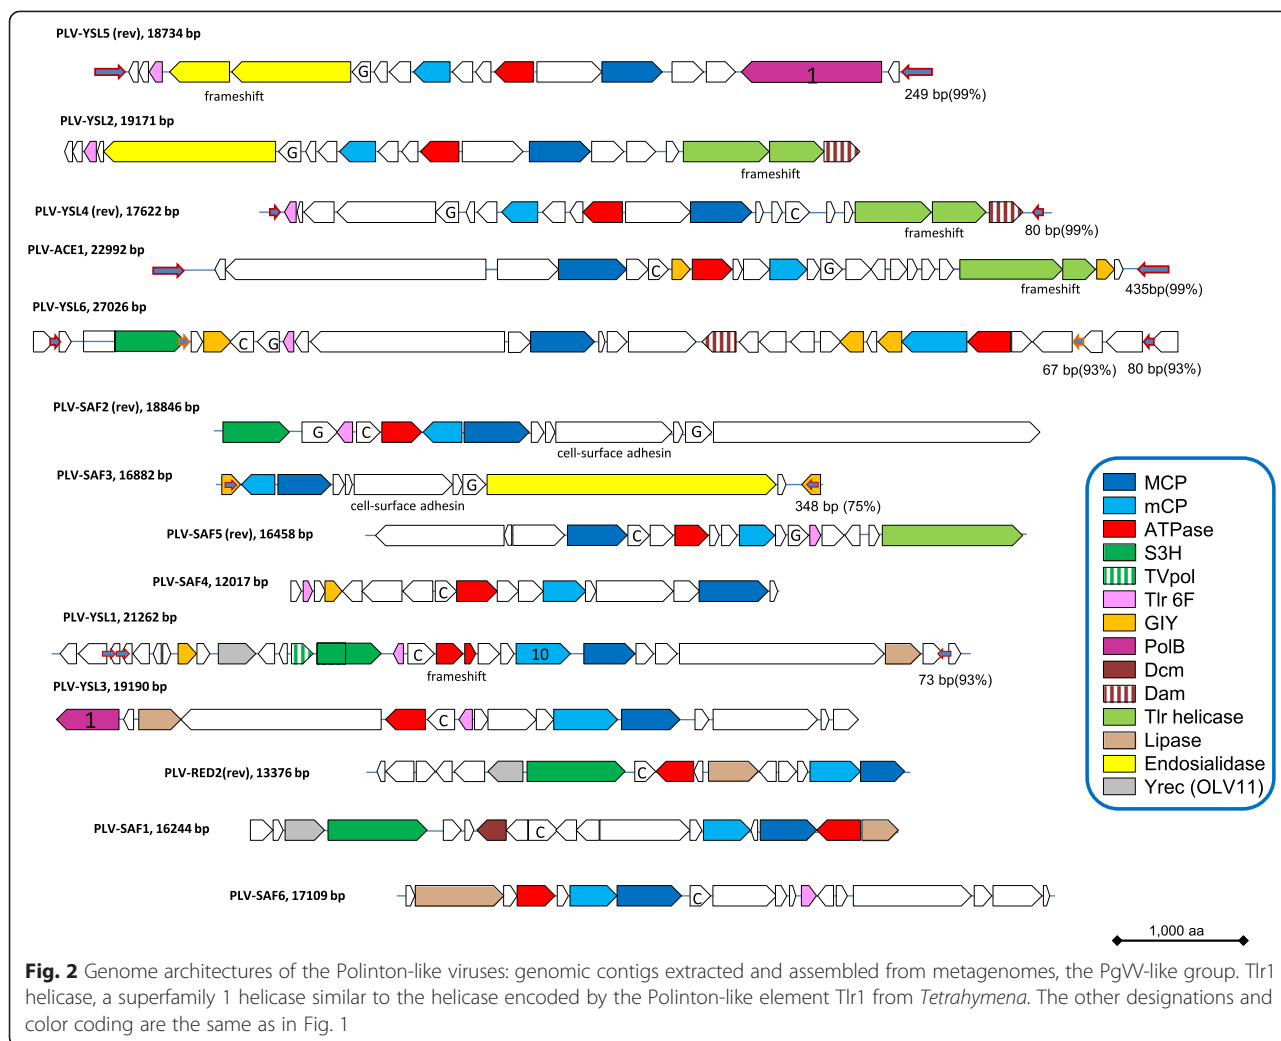 PLV-YSL5 (rev), 18734 bp
G
1
frameshift
249 bp(99%)
PLV-YSL2, 19171 bp
G
frameshift
PLV-YSL4 (rev), 17622 bp
G
C
frameshift
80 bp(99%)
PLV-ACE1, 22992 bp
C
G
frameshift
435bp(99%)
PLV-YSL6, 27026 bp
C
G
67 bp(93%)
80 bp(93%)
PLV-SAF2 (rev), 18846 bp
G
C
G
cell-surface adhesin
PLV-SAF3, 16882 bp
G
cell-surface adhesin
348 bp (75%)
PLV-SAF5 (rev), 16458 bp
C
G
PLV-SAF4, 12017 bp
C
PLV-YSL1, 21262 bp
C
10
frameshift
73 bp(93%)
PLV-YSL3, 19190 bp
1
C
PLV-RED2(rev), 13376 bp
C
PLV-SAF1, 16244 bp
C
PLV-SAF6, 17109 bp
C
MCP
mCP
ATPase
S3H
TVpol
Tlr 6F
GIY
PolB
Dcm
Dam
Tlr helicase
Lipase
Endosialidase
Yrec (OLV11)
1,000 aa
Fig. 2 Genome architectures of the Polinton-like viruses: genomic contigs extracted and assembled from metagenomes, the PgVV-like group. Tlr1
helicase, a superfamily 1 helicase similar to the helicase encoded by the Polinton-like element Tlr1 from Tetrahymena. The other designations and
color coding are the same as in Fig. 1